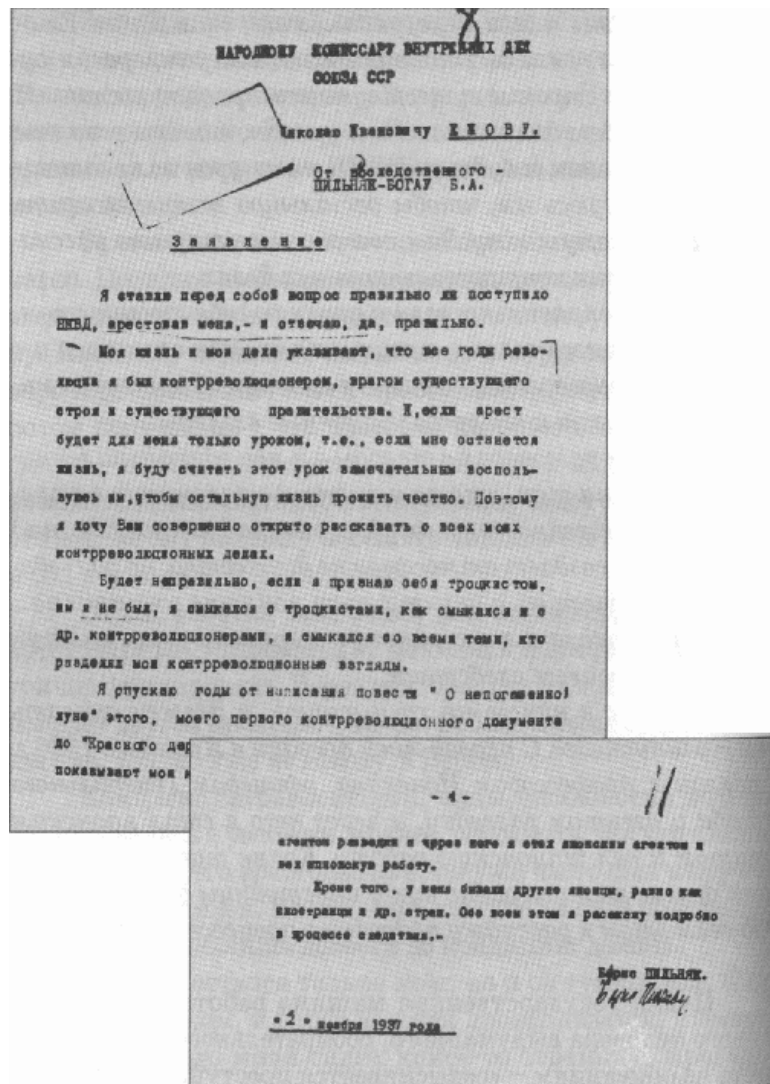 НАРОДНОМУ КОМИССАРУ ВНУТРЕННИХ ДЕЛ
СОЮЗА ССР
Николаю Ивановичу ЕЖОВУ.
От подследственного -
ПИЛЬНЯК-ВОГАУ Б.А.
Заявление
Я ставлю перед собой вопрос правильно ли поступило
НКВД, арестовав меня,- и отвечаю, да, правильно.
Моя жизнь и мои дела указывают, что все годы рево-
люции я был контрреволюционером, врагом существующего
строя и существующего правительства. И,если арест
будет для меня только уроком, т.е., если мне останется
жизнь, я буду считать этот урок замечательным восполь-
зуюсь им,чтобы остальную жизнь прожить честно. Поэтому
я хочу Вам совершенно открыто рассказать о всех моих
контрреволюционных делах.
Будет неправильно, если я признаю себя троцкистом,
им я не был, я смыкался с троцкистами, как смыкался и с
др. контрреволюционерами, я смыкался со всеми теми, кто
разделял мои контрреволюционные взгляды.
Я опускаю годы от написания повести " О непогашенной
луне" этого, моего первого контрреволюционного документа
до "Красного дер
показывают мои
- 4 -
11
агентом разведки и через него я стал японским агентом и
вел шпионскую работу.
Кроме того, у меня бывали другие японцы, равно как
иностранцы и др. стран. Обо всем этом я расскажу подробно
в процессе следствия.-
Борис ПИЛЬНЯК.
Борис Пильняк
"2" ноября 1937 года